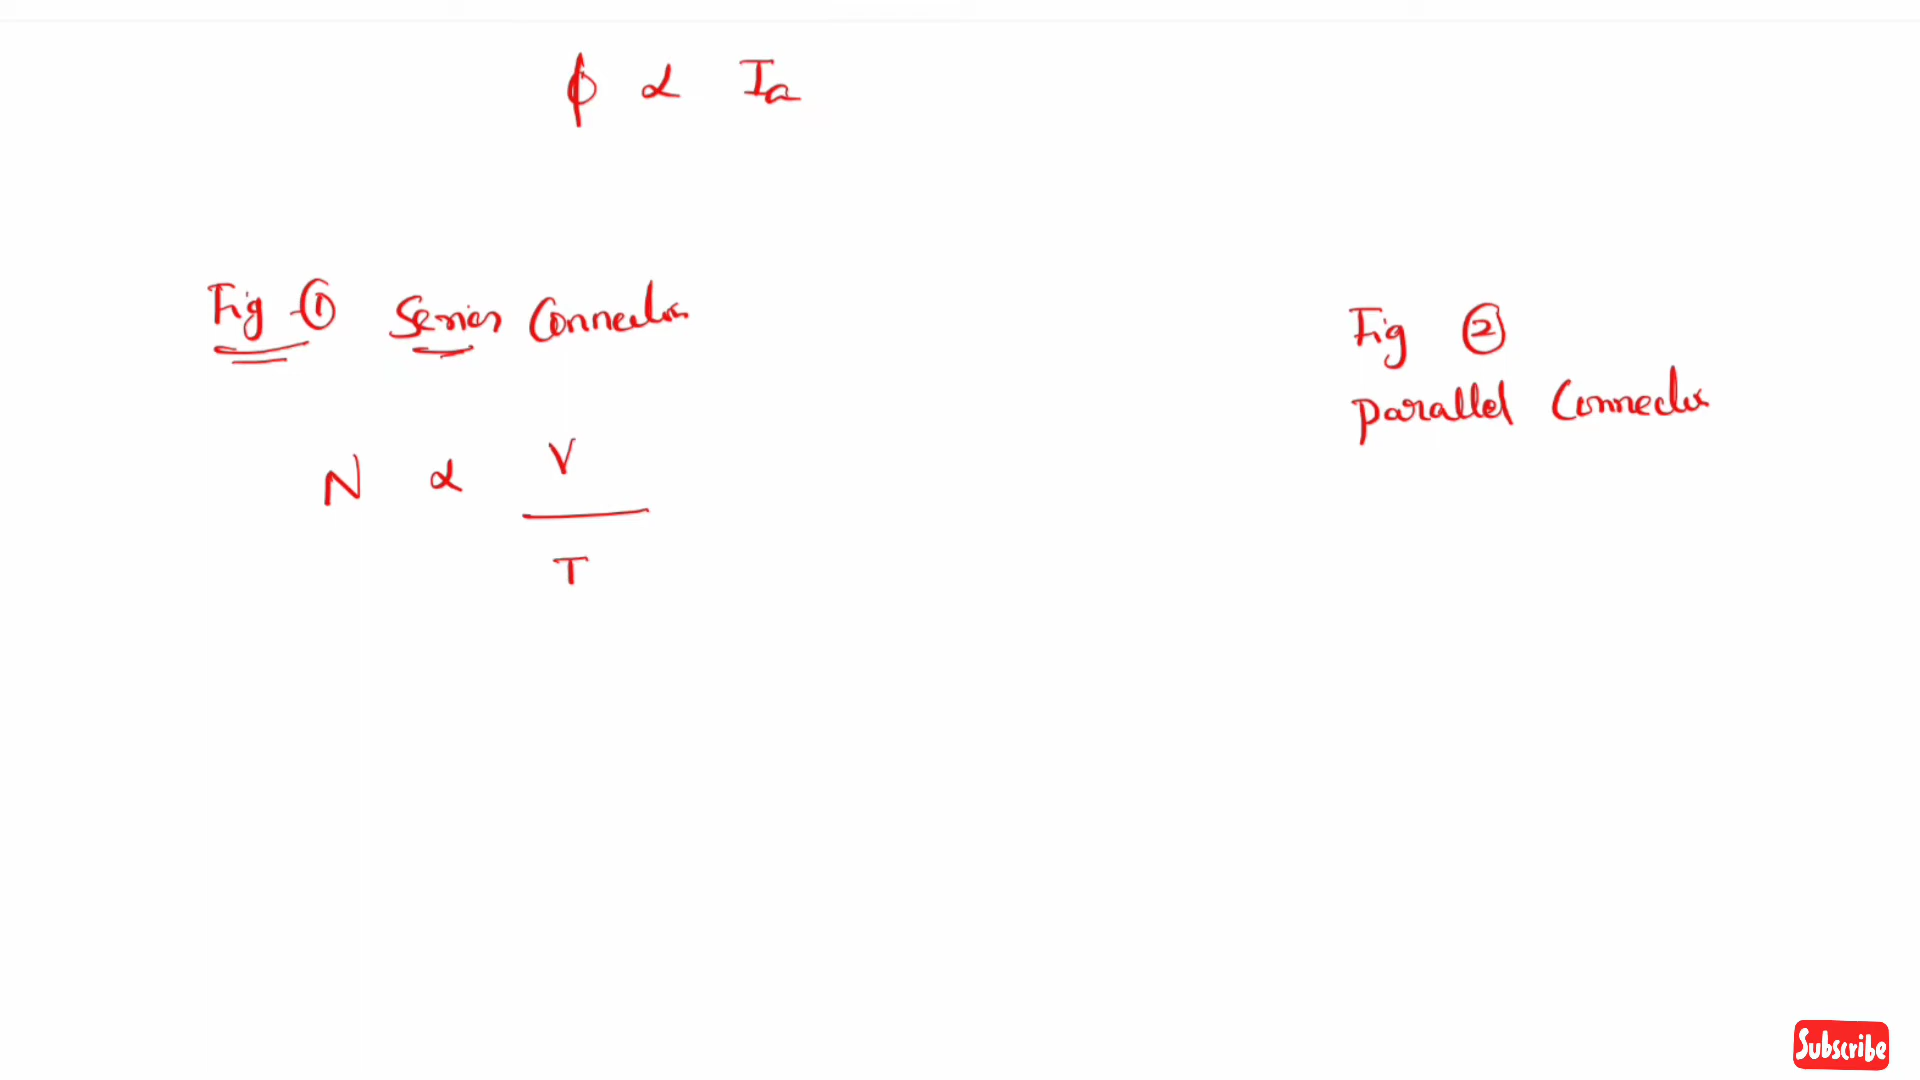 ϕ α Ia
Fig -① Series Connection
Fig ②
parallel Connection
N α V
T
Subscribe